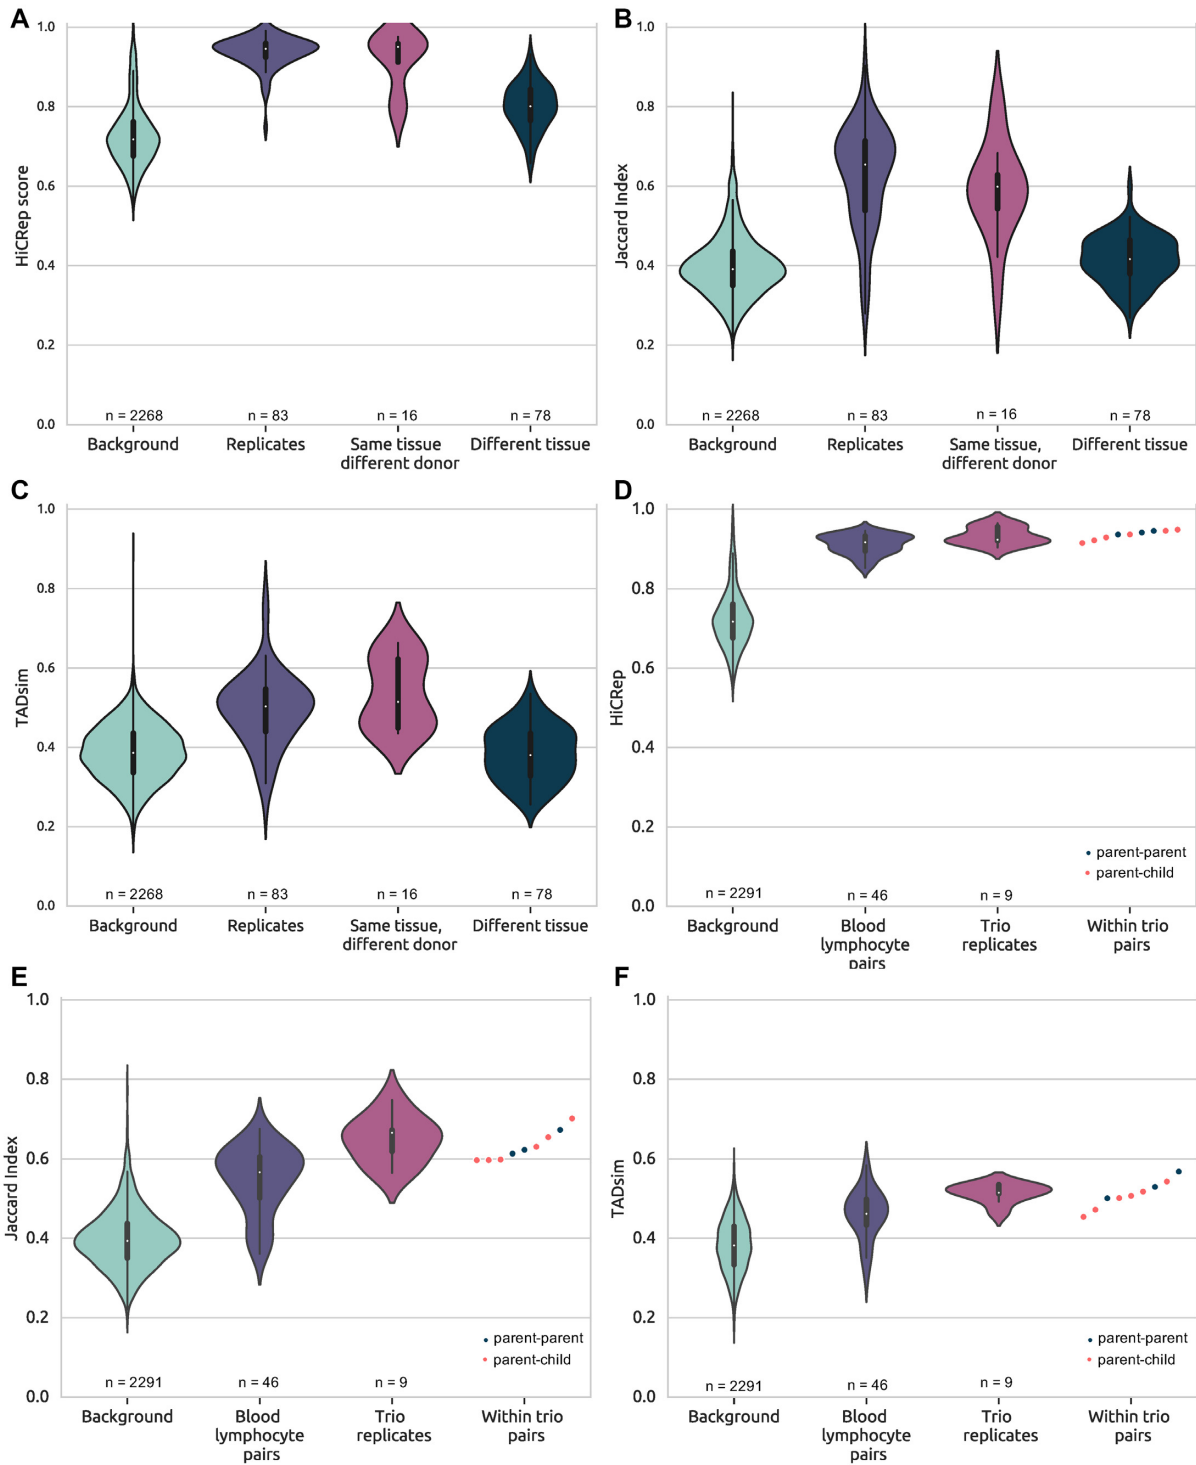 A
HiCRep score
1.0
0.8
0.6
0.4
0.2
0.0
n = 2268
n = 83
n = 16
n = 78
Background
Replicates
Same tissue
different donor
Different tissue
B
Jaccard Index
1.0
0.8
0.6
0.4
0.2
0.0
n = 2268
n = 83
n = 16
n = 78
Background
Replicates
Same tissue,
different donor
Different tissue
C
TADsim
1.0
0.8
0.6
0.4
0.2
0.0
n = 2268
n = 83
n = 16
n = 78
Background
Replicates
Same tissue,
different donor
Different tissue
D
HiCRep
1.0
0.8
0.6
0.4
0.2
0.0
parent-parent
parent-child
n = 2291
n = 46
n = 9
Background
Blood
lymphocyte
pairs
Trio
replicates
Within trio
pairs
E
Jaccard Index
1.0
0.8
0.6
0.4
0.2
0.0
parent-parent
parent-child
n = 2291
n = 46
n = 9
Background
Blood
lymphocyte
pairs
Trio
replicates
Within trio
pairs
F
TADsim
1.0
0.8
0.6
0.4
0.2
0.0
parent-parent
parent-child
n = 2291
n = 46
n = 9
Background
Blood
lymphocyte
pairs
Trio
replicates
Within trio
pairs